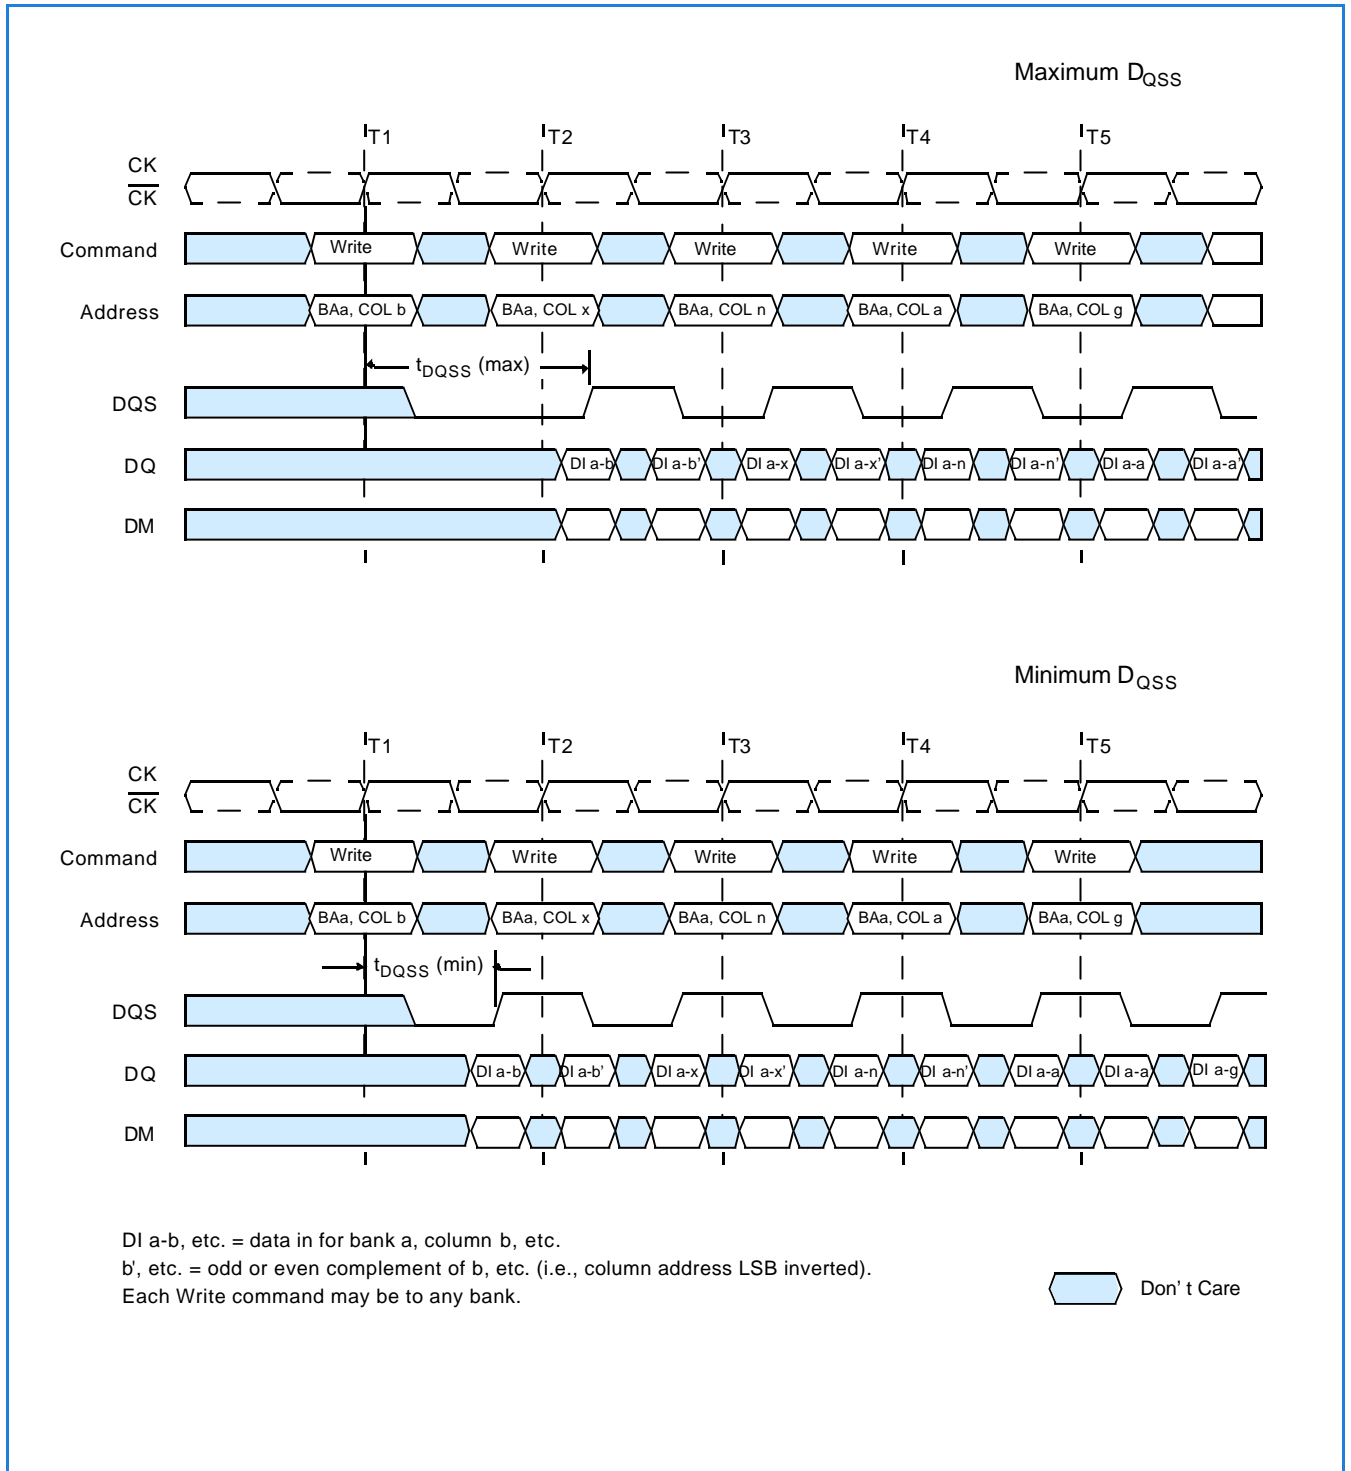 Maximum DQSS
T1 T2 T3 T4 T5
CK
CK
Command Write Write Write Write Write
Address BAa, COL b BAa, COL x BAa, COL n BAa, COL a BAa, COL g
tDQSS (max)
DQS
DQ DI a-b DI a-b' DI a-x DI a-x' DI a-n DI a-n' DI a-a DI a-a'
DM
Minimum DQSS
T1 T2 T3 T4 T5
CK
CK
Command Write Write Write Write Write
Address BAa, COL b BAa, COL x BAa, COL n BAa, COL a BAa, COL g
tDQSS (min)
DQS
DQ DI a-b DI a-b' DI a-x DI a-x' DI a-n DI a-n' DI a-a DI a-a DI a-g
DM
DI a-b, etc. = data in for bank a, column b, etc.
b', etc. = odd or even complement of b, etc. (i.e., column address LSB inverted).
Each Write command may be to any bank.
Don' t Care